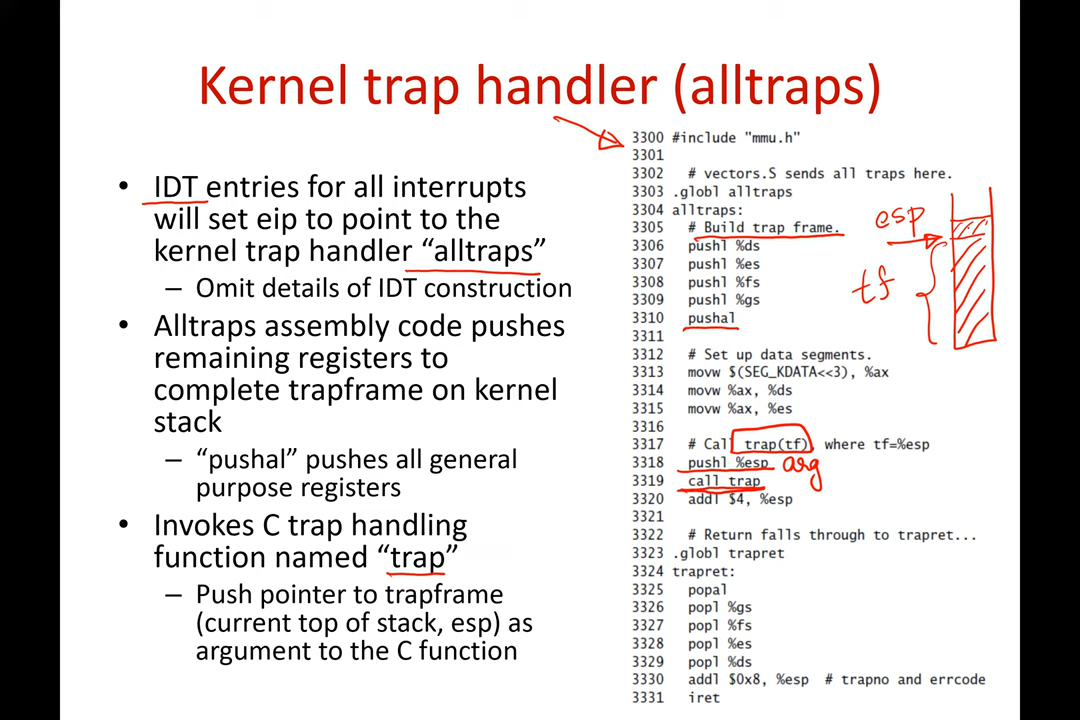 Kernel trap handler (alltraps)
• IDT entries for all interrupts
will set eip to point to the
kernel trap handler “alltraps”
– Omit details of IDT construction
• Alltraps assembly code pushes
remaining registers to
complete trapframe on kernel
stack
– “pushal” pushes all general
purpose registers
• Invokes C trap handling
function named “trap”
– Push pointer to trapframe
(current top of stack, esp) as
argument to the C function
3300 #include "mmu.h"
3301
3302 # vectors.S sends all traps here.
3303 .globl alltraps
3304 alltraps:
3305 # Build trap frame.
3306 pushl %ds
3307 pushl %es
3308 pushl %fs
3309 pushl %gs
3310 pushal
3311
3312 # Set up data segments.
3313 movw $(SEG_KDATA<<3), %ax
3314 movw %ax, %ds
3315 movw %ax, %es
3316
3317 # Call trap(tf), where tf=%esp
3318 pushl %esp arg
3319 call trap
3320 addl $4, %esp
3321
3322 # Return falls through to trapret...
3323 .globl trapret
3324 trapret:
3325 popal
3326 popl %gs
3327 popl %fs
3328 popl %es
3329 popl %ds
3330 addl $0x8, %esp # trapno and errcode
3331 iret
esp
tf